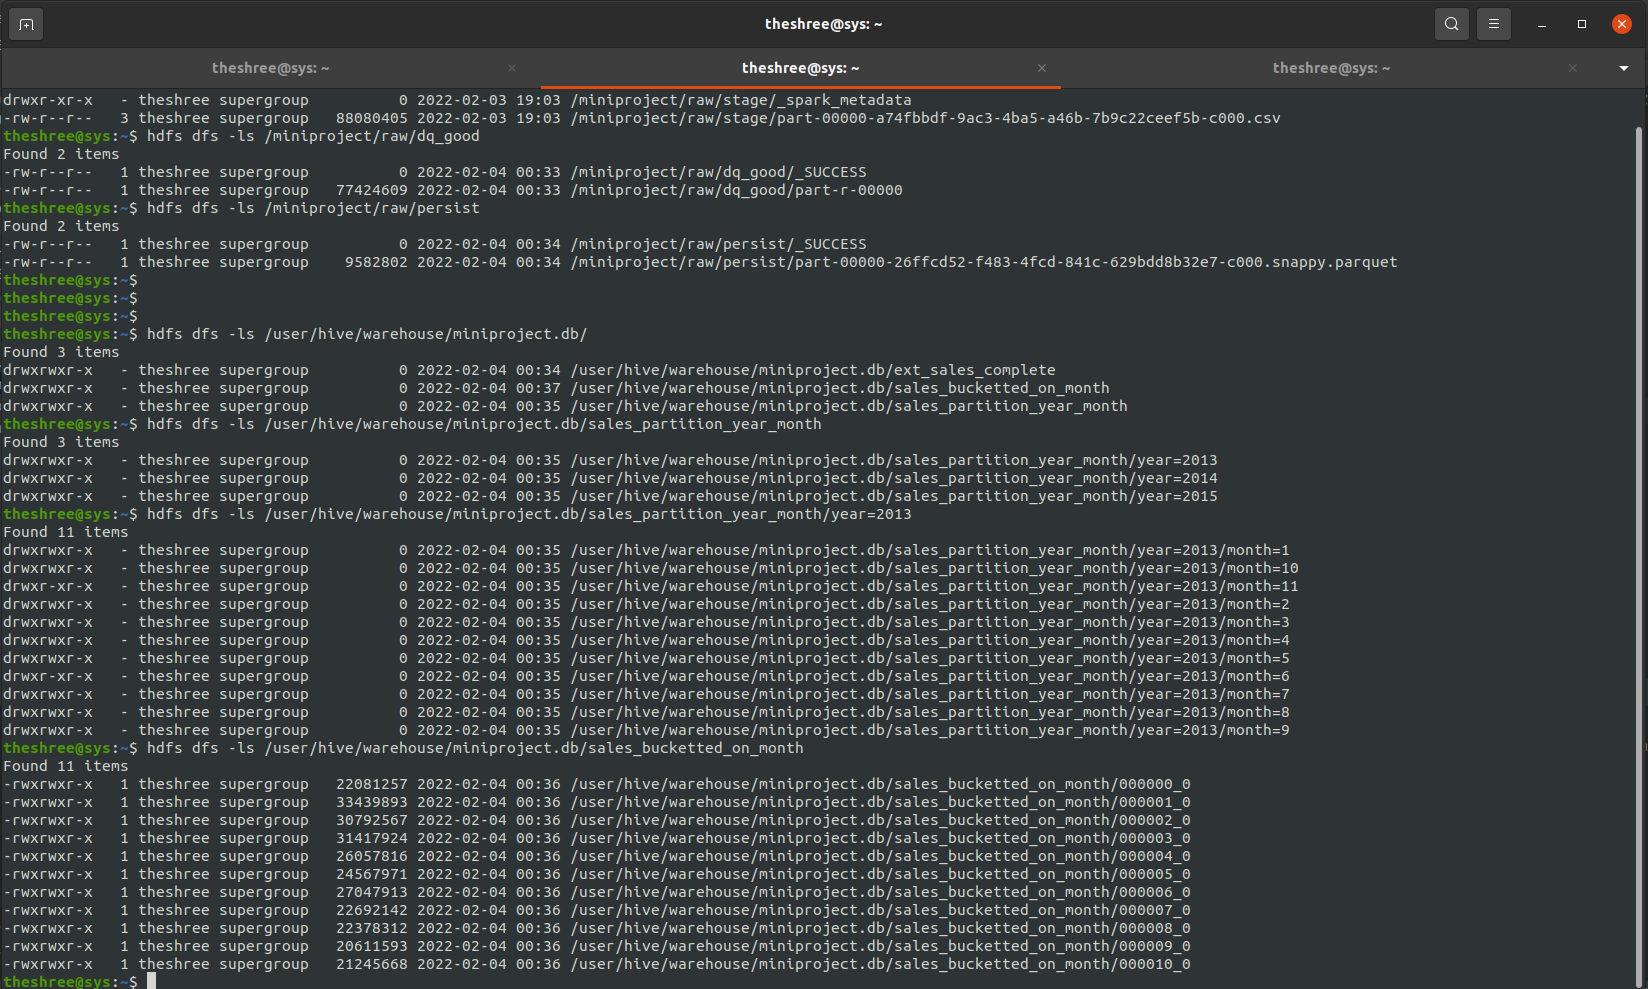 theshree@sys: ~
theshree@sys: ~ theshree@sys: ~ theshree@sys: ~
drwxr-xr-x   - theshree supergroup          0 2022-02-03 19:03 /miniproject/raw/stage/_spark_metadata
-rw-r--r--   3 theshree supergroup   88080405 2022-02-03 19:03 /miniproject/raw/stage/part-00000-a74fbbdf-9ac3-4ba5-a46b-7b9c22ceef5b-c000.csv
theshree@sys:~$ hdfs dfs -ls /miniproject/raw/dq_good
Found 2 items
-rw-r--r--   1 theshree supergroup          0 2022-02-04 00:33 /miniproject/raw/dq_good/_SUCCESS
-rw-r--r--   1 theshree supergroup   77424609 2022-02-04 00:33 /miniproject/raw/dq_good/part-r-00000
theshree@sys:~$ hdfs dfs -ls /miniproject/raw/persist
Found 2 items
-rw-r--r--   1 theshree supergroup          0 2022-02-04 00:34 /miniproject/raw/persist/_SUCCESS
-rw-r--r--   1 theshree supergroup    9582802 2022-02-04 00:34 /miniproject/raw/persist/part-00000-26ffcd52-f483-4fcd-841c-629bdd8b32e7-c000.snappy.parquet
theshree@sys:~$
theshree@sys:~$
theshree@sys:~$
theshree@sys:~$ hdfs dfs -ls /user/hive/warehouse/miniproject.db/
Found 3 items
drwxrwxr-x   - theshree supergroup          0 2022-02-04 00:34 /user/hive/warehouse/miniproject.db/ext_sales_complete
drwxrwxr-x   - theshree supergroup          0 2022-02-04 00:37 /user/hive/warehouse/miniproject.db/sales_bucketted_on_month
drwxrwxr-x   - theshree supergroup          0 2022-02-04 00:35 /user/hive/warehouse/miniproject.db/sales_partition_year_month
theshree@sys:~$ hdfs dfs -ls /user/hive/warehouse/miniproject.db/sales_partition_year_month
Found 3 items
drwxrwxr-x   - theshree supergroup          0 2022-02-04 00:35 /user/hive/warehouse/miniproject.db/sales_partition_year_month/year=2013
drwxrwxr-x   - theshree supergroup          0 2022-02-04 00:35 /user/hive/warehouse/miniproject.db/sales_partition_year_month/year=2014
drwxrwxr-x   - theshree supergroup          0 2022-02-04 00:35 /user/hive/warehouse/miniproject.db/sales_partition_year_month/year=2015
theshree@sys:~$ hdfs dfs -ls /user/hive/warehouse/miniproject.db/sales_partition_year_month/year=2013
Found 11 items
drwxrwxr-x   - theshree supergroup          0 2022-02-04 00:35 /user/hive/warehouse/miniproject.db/sales_partition_year_month/year=2013/month=1
drwxrwxr-x   - theshree supergroup          0 2022-02-04 00:35 /user/hive/warehouse/miniproject.db/sales_partition_year_month/year=2013/month=10
drwxr-xr-x   - theshree supergroup          0 2022-02-04 00:35 /user/hive/warehouse/miniproject.db/sales_partition_year_month/year=2013/month=11
drwxrwxr-x   - theshree supergroup          0 2022-02-04 00:35 /user/hive/warehouse/miniproject.db/sales_partition_year_month/year=2013/month=2
drwxrwxr-x   - theshree supergroup          0 2022-02-04 00:35 /user/hive/warehouse/miniproject.db/sales_partition_year_month/year=2013/month=3
drwxrwxr-x   - theshree supergroup          0 2022-02-04 00:35 /user/hive/warehouse/miniproject.db/sales_partition_year_month/year=2013/month=4
drwxrwxr-x   - theshree supergroup          0 2022-02-04 00:35 /user/hive/warehouse/miniproject.db/sales_partition_year_month/year=2013/month=5
drwxr-xr-x   - theshree supergroup          0 2022-02-04 00:35 /user/hive/warehouse/miniproject.db/sales_partition_year_month/year=2013/month=6
drwxrwxr-x   - theshree supergroup          0 2022-02-04 00:35 /user/hive/warehouse/miniproject.db/sales_partition_year_month/year=2013/month=7
drwxrwxr-x   - theshree supergroup          0 2022-02-04 00:35 /user/hive/warehouse/miniproject.db/sales_partition_year_month/year=2013/month=8
drwxrwxr-x   - theshree supergroup          0 2022-02-04 00:35 /user/hive/warehouse/miniproject.db/sales_partition_year_month/year=2013/month=9
theshree@sys:~$ hdfs dfs -ls /user/hive/warehouse/miniproject.db/sales_bucketted_on_month
Found 11 items
-rwxrwxr-x   1 theshree supergroup   22081257 2022-02-04 00:36 /user/hive/warehouse/miniproject.db/sales_bucketted_on_month/000000_0
-rwxrwxr-x   1 theshree supergroup   33439893 2022-02-04 00:36 /user/hive/warehouse/miniproject.db/sales_bucketted_on_month/000001_0
-rwxrwxr-x   1 theshree supergroup   30792567 2022-02-04 00:36 /user/hive/warehouse/miniproject.db/sales_bucketted_on_month/000002_0
-rwxrwxr-x   1 theshree supergroup   31417924 2022-02-04 00:36 /user/hive/warehouse/miniproject.db/sales_bucketted_on_month/000003_0
-rwxrwxr-x   1 theshree supergroup   26057816 2022-02-04 00:36 /user/hive/warehouse/miniproject.db/sales_bucketted_on_month/000004_0
-rwxrwxr-x   1 theshree supergroup   24567971 2022-02-04 00:36 /user/hive/warehouse/miniproject.db/sales_bucketted_on_month/000005_0
-rwxrwxr-x   1 theshree supergroup   27047913 2022-02-04 00:36 /user/hive/warehouse/miniproject.db/sales_bucketted_on_month/000006_0
-rwxrwxr-x   1 theshree supergroup   22692142 2022-02-04 00:36 /user/hive/warehouse/miniproject.db/sales_bucketted_on_month/000007_0
-rwxrwxr-x   1 theshree supergroup   22378312 2022-02-04 00:36 /user/hive/warehouse/miniproject.db/sales_bucketted_on_month/000008_0
-rwxrwxr-x   1 theshree supergroup   20611593 2022-02-04 00:36 /user/hive/warehouse/miniproject.db/sales_bucketted_on_month/000009_0
-rwxrwxr-x   1 theshree supergroup   21245668 2022-02-04 00:36 /user/hive/warehouse/miniproject.db/sales_bucketted_on_month/000010_0
theshree@sys:~$